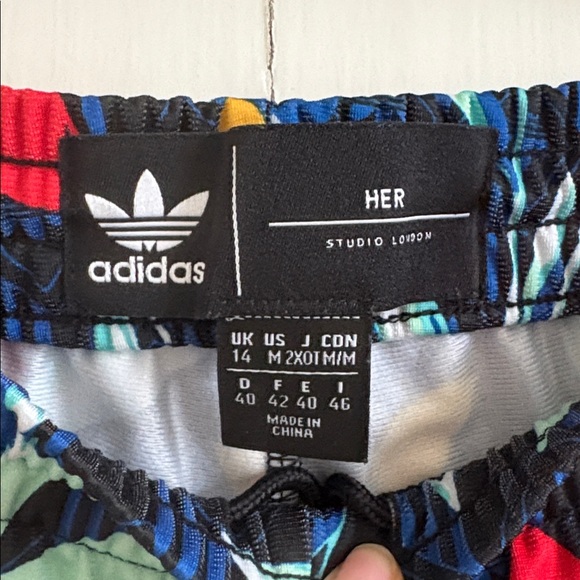 adidas
HER
STUDIO LONDON
UK US J CDN
14 M 2XOT M/M
D F E I
40 42 40 46
MADE IN
CHINA